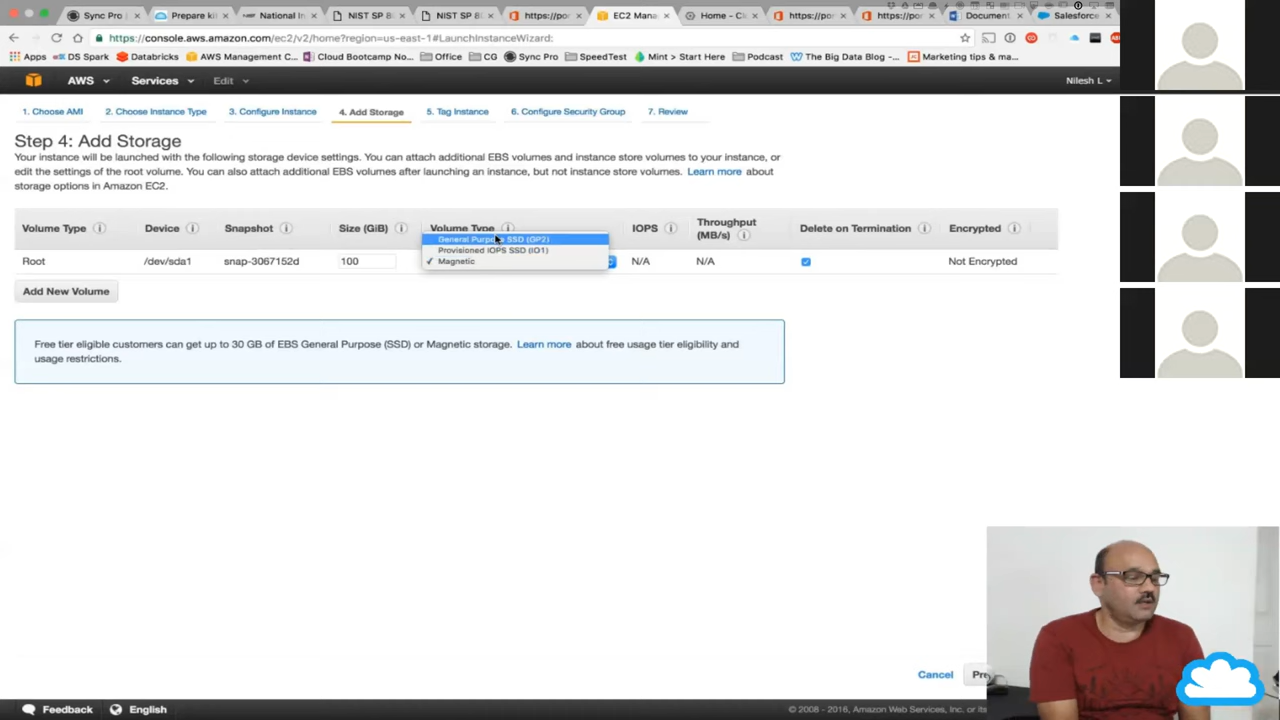 Sync Pro
Prepare ki
National In
NIST SP 8
NIST SP 8
https://por
EC2 Mana
Home - Cl
https://por
https://por
Document
Salesforce
https://console.aws.amazon.com/ec2/v2/home?region=us-east-1#LaunchInstanceWizard:
Apps DS Spark Databricks AWS Management C... Cloud Bootcamp No... Office CG Sync Pro SpeedTest Mint > Start Here Podcast The Big Data Blog -... Marketing tips & ma...
AWS Services Edit Nilesh L
1. Choose AMI 2. Choose Instance Type 3. Configure Instance 4. Add Storage 5. Tag Instance 6. Configure Security Group 7. Review
Step 4: Add Storage
Your instance will be launched with the following storage device settings. You can attach additional EBS volumes and instance store volumes to your instance, or
edit the settings of the root volume. You can also attach additional EBS volumes after launching an instance, but not instance store volumes. Learn more about
storage options in Amazon EC2.
Volume Type Device Snapshot Size (GiB) Volume Type IOPS Throughput (MB/s) Delete on Termination Encrypted
General Purpose SSD (GP2)
Provisioned IOPS SSD (IO1)
Root /dev/sda1 snap-3067152d 100 Magnetic N/A N/A Not Encrypted
Add New Volume
Free tier eligible customers can get up to 30 GB of EBS General Purpose (SSD) or Magnetic storage. Learn more about free usage tier eligibility and
usage restrictions.
Cancel Pre
Feedback English © 2008 - 2016, Amazon Web Services, Inc. or its